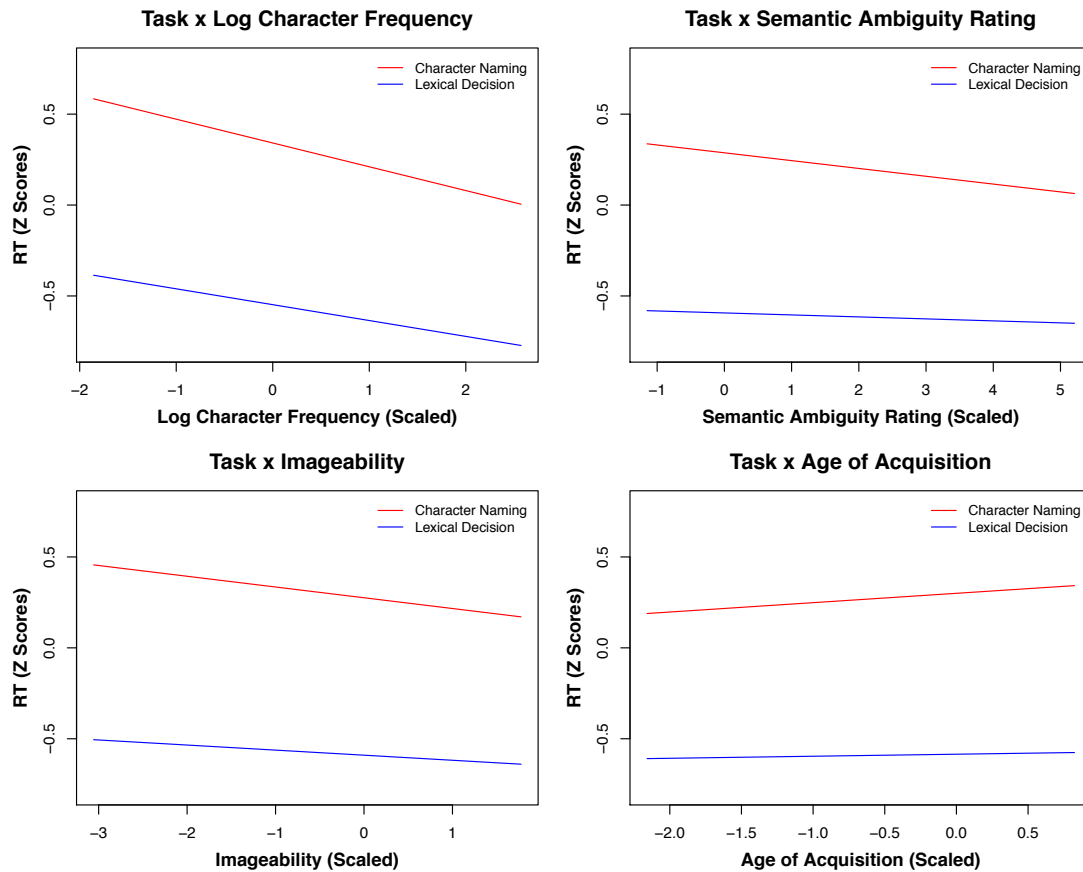 Task x Log Character Frequency
Character Naming
Lexical Decision
0.5
0.0
−0.5
RT (Z Scores)
−2 −1 0 1 2
Log Character Frequency (Scaled)
Task x Semantic Ambiguity Rating
Character Naming
Lexical Decision
0.5
0.0
−0.5
RT (Z Scores)
−1 0 1 2 3 4 5
Semantic Ambiguity Rating (Scaled)
Task x Imageability
Character Naming
Lexical Decision
0.5
0.0
−0.5
RT (Z Scores)
−3 −2 −1 0 1
Imageability (Scaled)
Task x Age of Acquisition
Character Naming
Lexical Decision
0.5
0.0
−0.5
RT (Z Scores)
−2.0 −1.5 −1.0 −0.5 0.0 0.5
Age of Acquisition (Scaled)